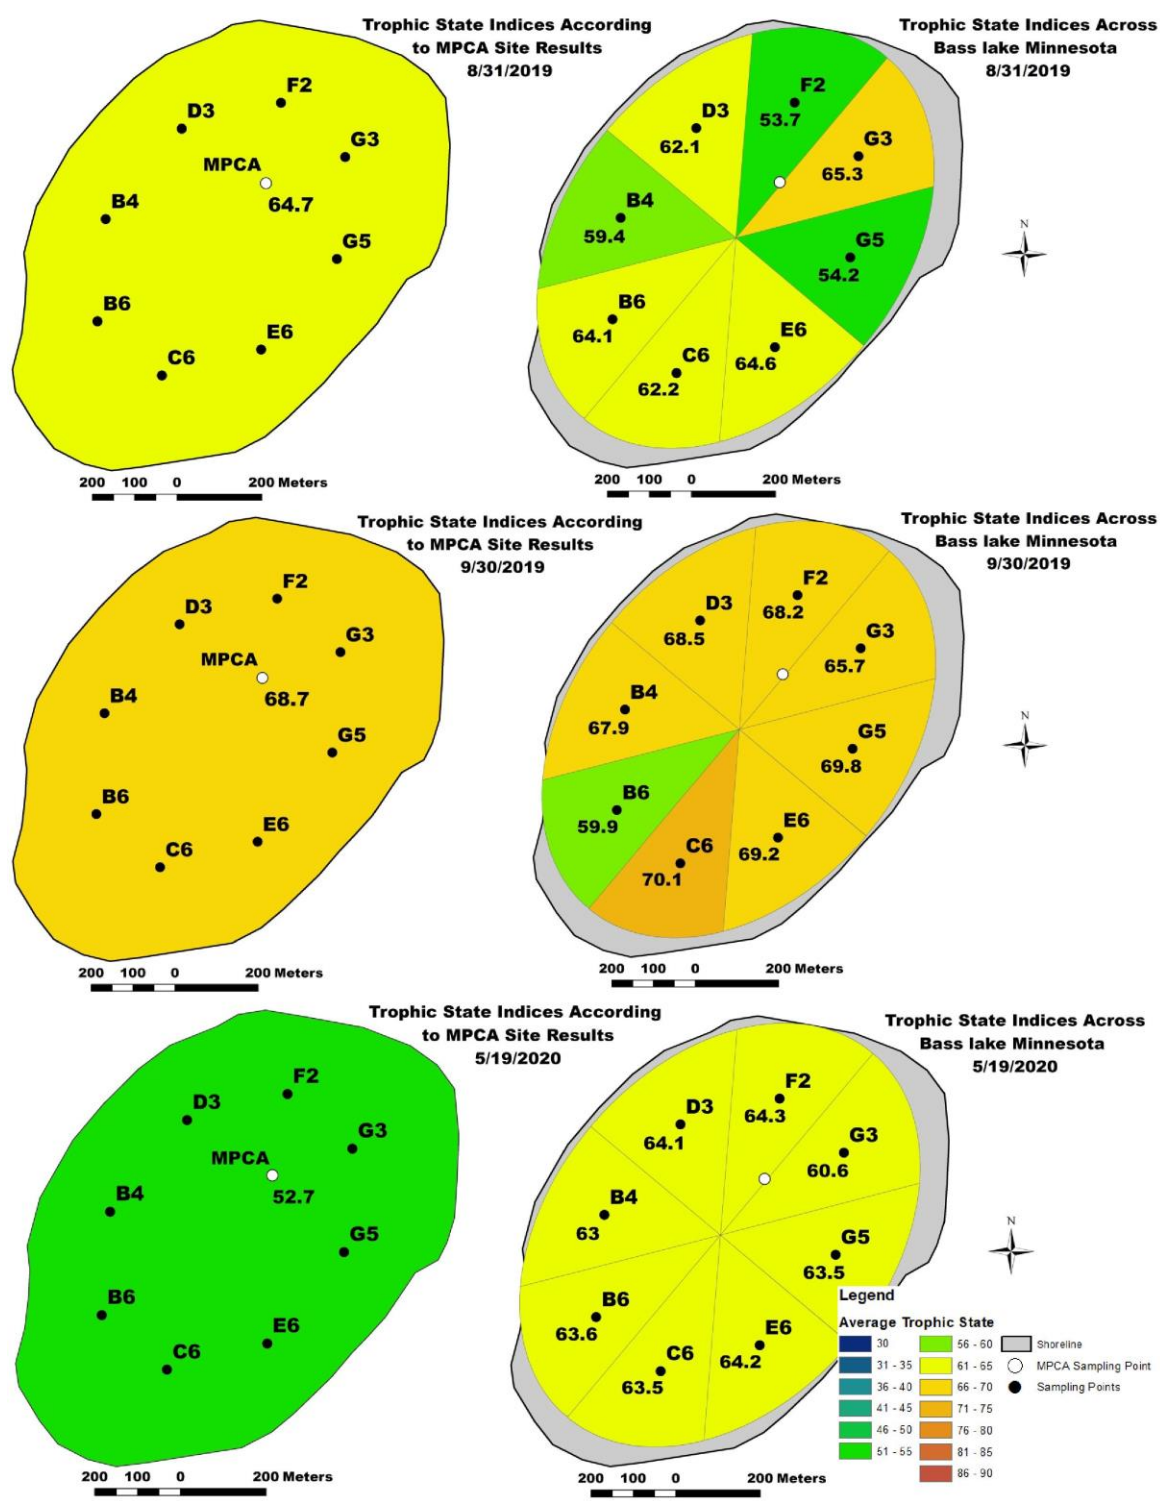 Trophic State Indices According
to MPCA Site Results
8/31/2019
F2
D3
G3
MPCA
64.7
B4
G5
B6
E6
C6
200 100 0 200 Meters
Trophic State Indices Across
Bass lake Minnesota
8/31/2019
F2
53.7
D3
62.1
G3
65.3
B4
59.4
G5
54.2
B6
64.1
E6
64.6
C6
62.2
N
200 100 0 200 Meters
Trophic State Indices According
to MPCA Site Results
9/30/2019
F2
D3
G3
MPCA
68.7
B4
G5
B6
E6
C6
200 100 0 200 Meters
Trophic State Indices Across
Bass lake Minnesota
9/30/2019
F2
68.2
D3
68.5
G3
65.7
B4
67.9
G5
69.8
B6
59.9
E6
69.2
C6
70.1
N
200 100 0 200 Meters
Trophic State Indices According
to MPCA Site Results
5/19/2020
F2
D3
G3
MPCA
52.7
B4
G5
B6
E6
C6
200 100 0 200 Meters
Trophic State Indices Across
Bass lake Minnesota
5/19/2020
F2
64.3
D3
64.1
G3
60.6
B4
63
G5
63.5
B6
63.6
E6
64.2
C6
63.5
N
200 100 0 200 Meters
Legend
Average Trophic State
30
31 - 35
36 - 40
41 - 45
46 - 50
51 - 55
56 - 60
61 - 65
66 - 70
71 - 75
76 - 80
81 - 85
86 - 90
Shoreline
MPCA Sampling Point
Sampling Points